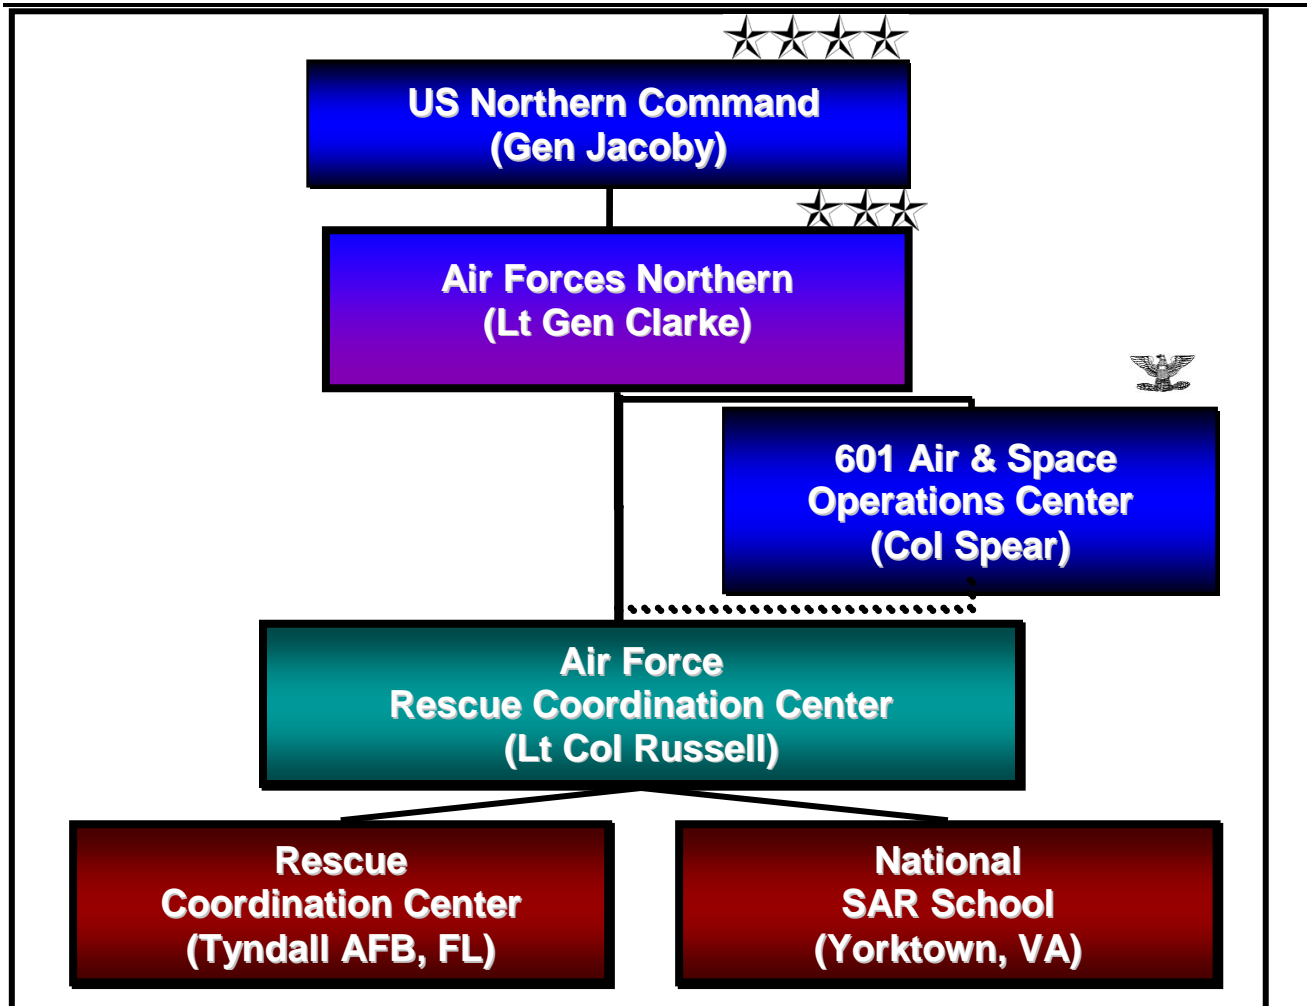 US Northern Command
(Gen Jacoby)
Air Forces Northern
(Lt Gen Clarke)
601 Air & Space
Operations Center
(Col Spear)
Air Force
Rescue Coordination Center
(Lt Col Russell)
Rescue
Coordination Center
(Tyndall AFB, FL)
National
SAR School
(Yorktown, VA)